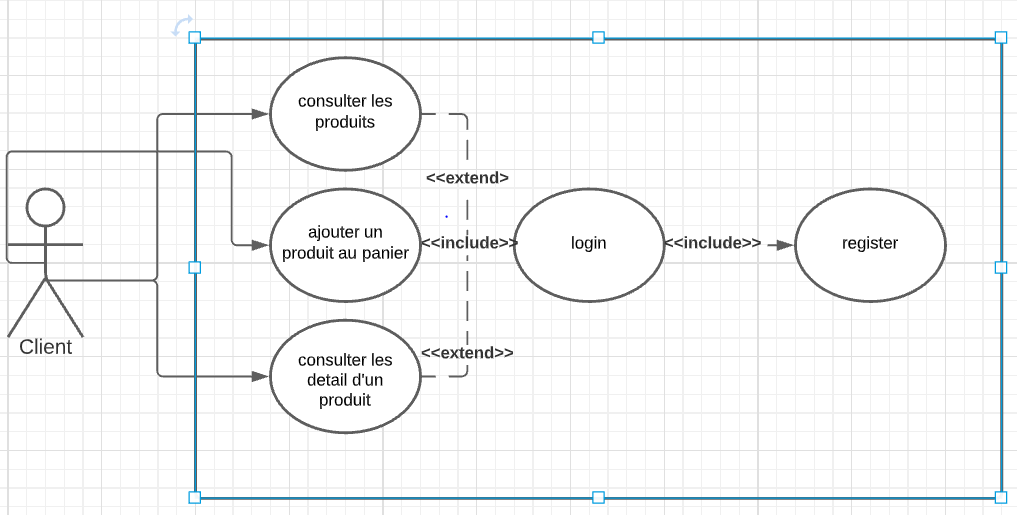 consulter les
produits
<<extend>
ajouter un
produit au panier
<<include>>
login
<<include>>
register
Client
consulter les
detail d'un
produit
<<extend>>